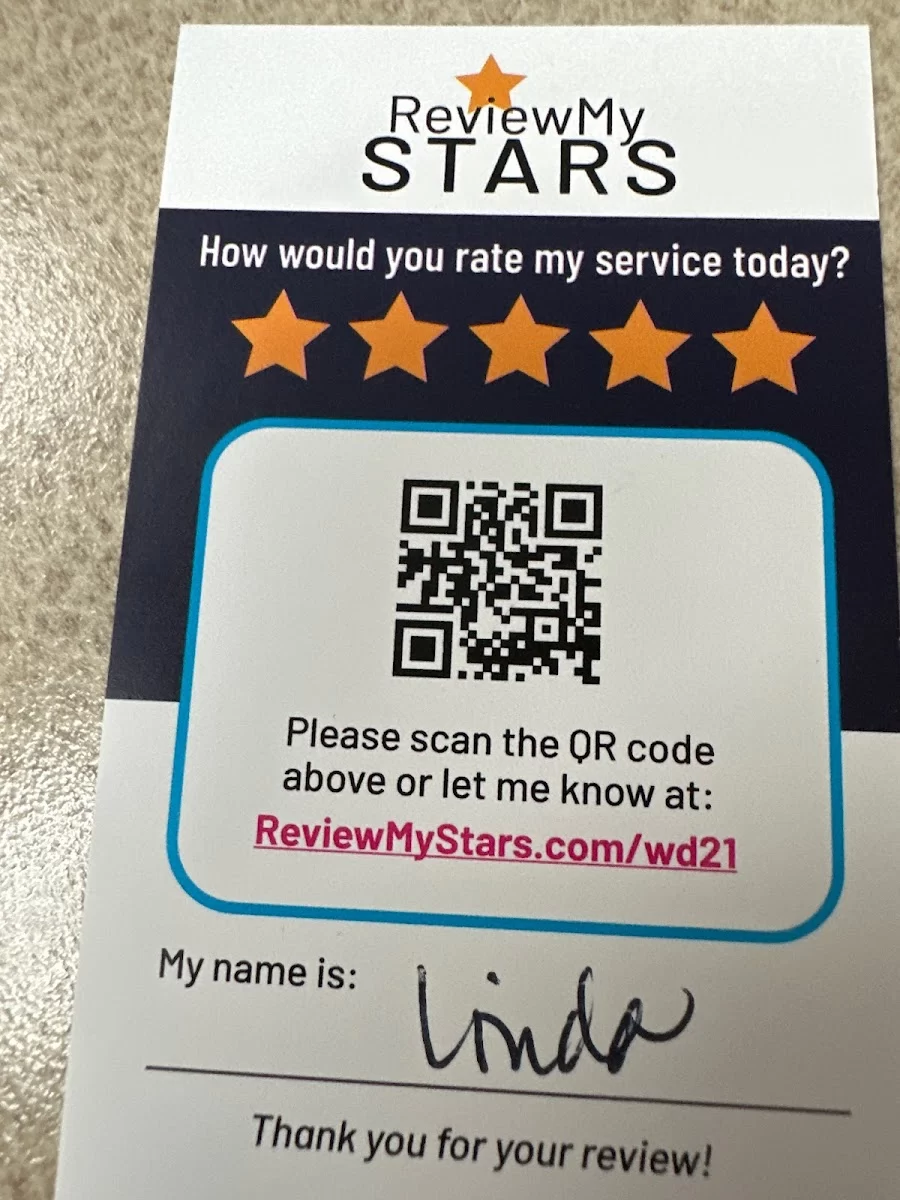 ReviewMy
STARS
How would you rate my service today?
Please scan the QR code
above or let me know at:
ReviewMyStars.com/wd21
My name is: Linda
Thank you for your review!